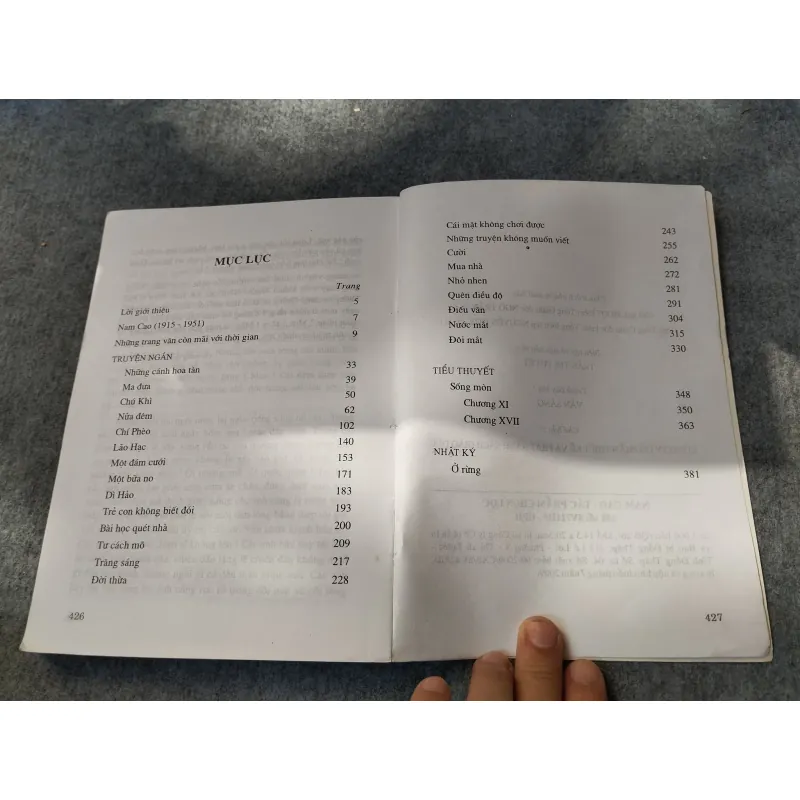 MỤC LỤC
Trang
Lời giới thiệu 5
Nam Cao (1915 - 1951) 7
Những trang văn còn mãi với thời gian 9
TRUYỆN NGẮN
Những cánh hoa tàn 33
Ma đưa 39
Chú Khì 50
Nửa đêm 62
Chí Phèo 102
Lão Hạc 140
Một đám cưới 153
Một bữa no 171
Dì Hảo 183
Trẻ con không biết đói 193
Bài học quét nhà 200
Tư cách mõ 209
Trăng sáng 217
Đời thừa 228
426
Cái mặt không chơi được 243
Những truyện không muốn viết 255
Cười 262
Mua nhà 272
Nhỏ nhen 281
Quên điều độ 291
Điếu văn 304
Nước mắt 315
Đôi mắt 330
TIỂU THUYẾT
Sống mòn 348
Chương XI 350
Chương XVII 363
NHẬT KÝ
Ở rừng 381
427